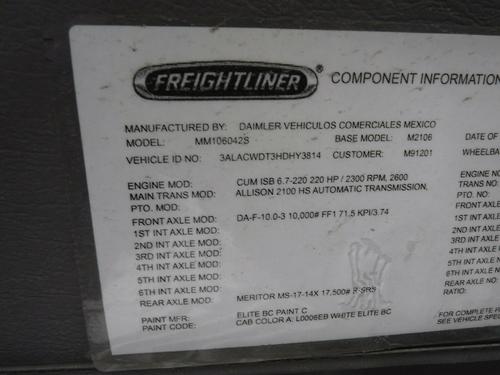 FREIGHTLINER® COMPONENT INFORMATION
MANUFACTURED BY: DAIMLER VEHICULOS COMERCIALES MEXICO
MODEL: MM106042S BASE MODEL: M2106 DATE OF
VEHICLE ID NO: 3ALACWDT3HDHY3814 CUSTOMER: M91201 WHEELBA
ENGINE MOD: CUM ISB 6.7-220 220 HP / 2300 RPM, 2600 ENGINE NO:
MAIN TRANS MOD: ALLISON 2100 HS AUTOMATIC TRANSMISSION, TRANS NO:
PTO. MOD: PTO. NO:
FRONT AXLE MOD: DA-F-10.0-3 10,000# FF1 71.5 KPI/3.74 FRONT AXL
1ST INT AXLE MOD: 1ST INT AX
2ND INT AXLE MOD: 2ND INT
3RD INT AXLE MOD: 3RD INT
4TH INT AXLE MOD: 4TH INT A
5TH INT AXLE MOD: 5TH INT A
6TH INT AXLE MOD: 6TH INT AX
REAR AXLE MOD: MERITOR MS-17-14X 17,500# R-SRS REAR AXLE NO:
RATIO:
PAINT MFR: ELITE BC PAINT C FOR COMPLETE P
PAINT CODE: CAB COLOR A: L0006EB WHITE ELITE BC SEE VEHICLE SPEC